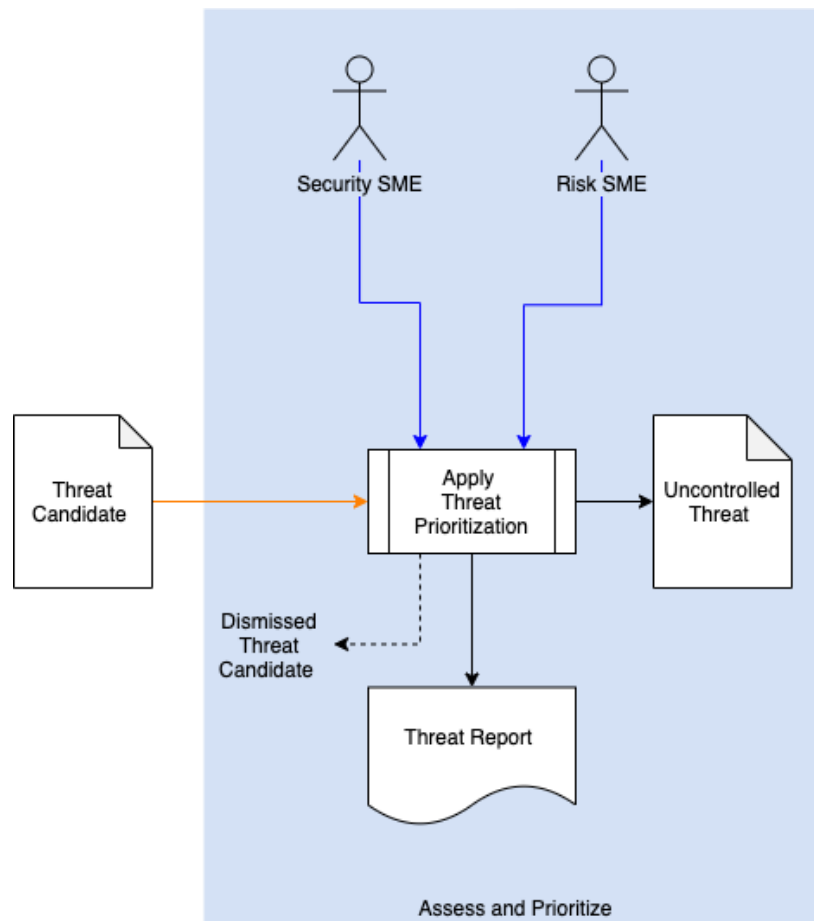 Security SME
Risk SME
Threat
Candidate
Apply
Threat
Prioritization
Uncontrolled
Threat
Dismissed
Threat
Candidate
Threat Report
Assess and Prioritize